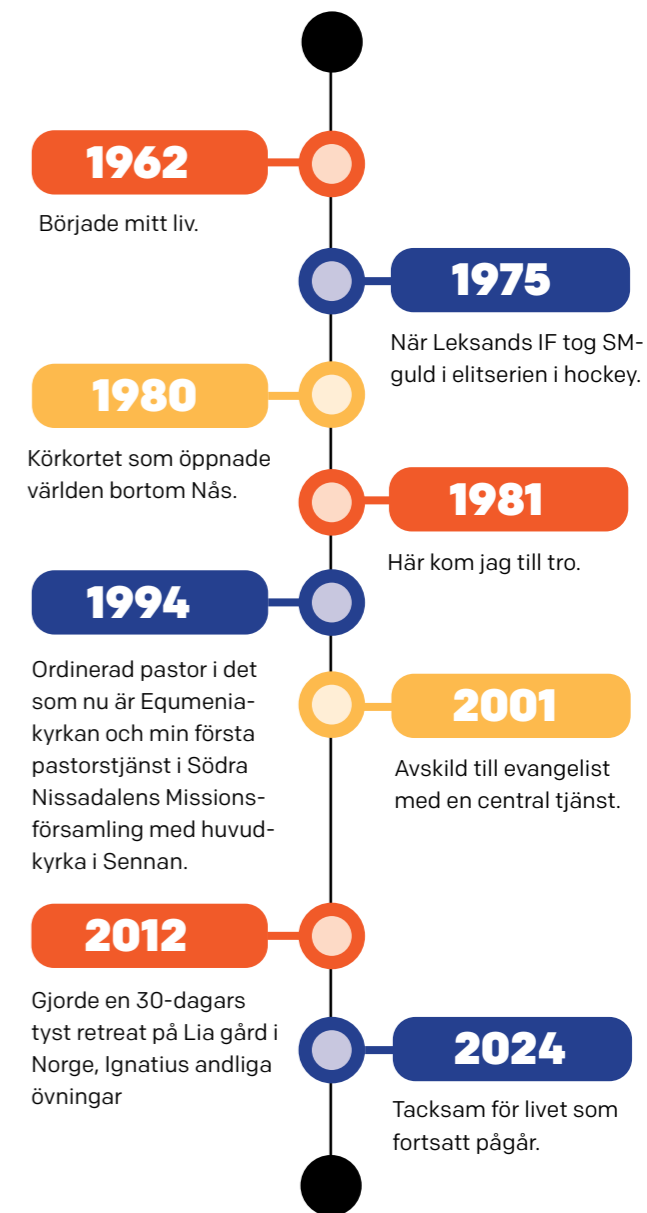 1962
Började mitt liv.
1975
När Leksands IF tog SM-
guld i elitserien i hockey.
1980
Körkortet som öppnade
världen bortom Nås.
1981
Här kom jag till tro.
1994
Ordinerad pastor i det
som nu är Equmenia-
kyrkan och min första
pastorstjänst i Södra
Nissadalens Missions-
församling med huvud-
kyrka i Sennan.
2001
Avskild till evangelist
med en central tjänst.
2012
Gjorde en 30-dagars
tyst retreat på Lia gård i
Norge, Ignatius andliga
övningar
2024
Tacksam för livet som
fortsatt pågår.